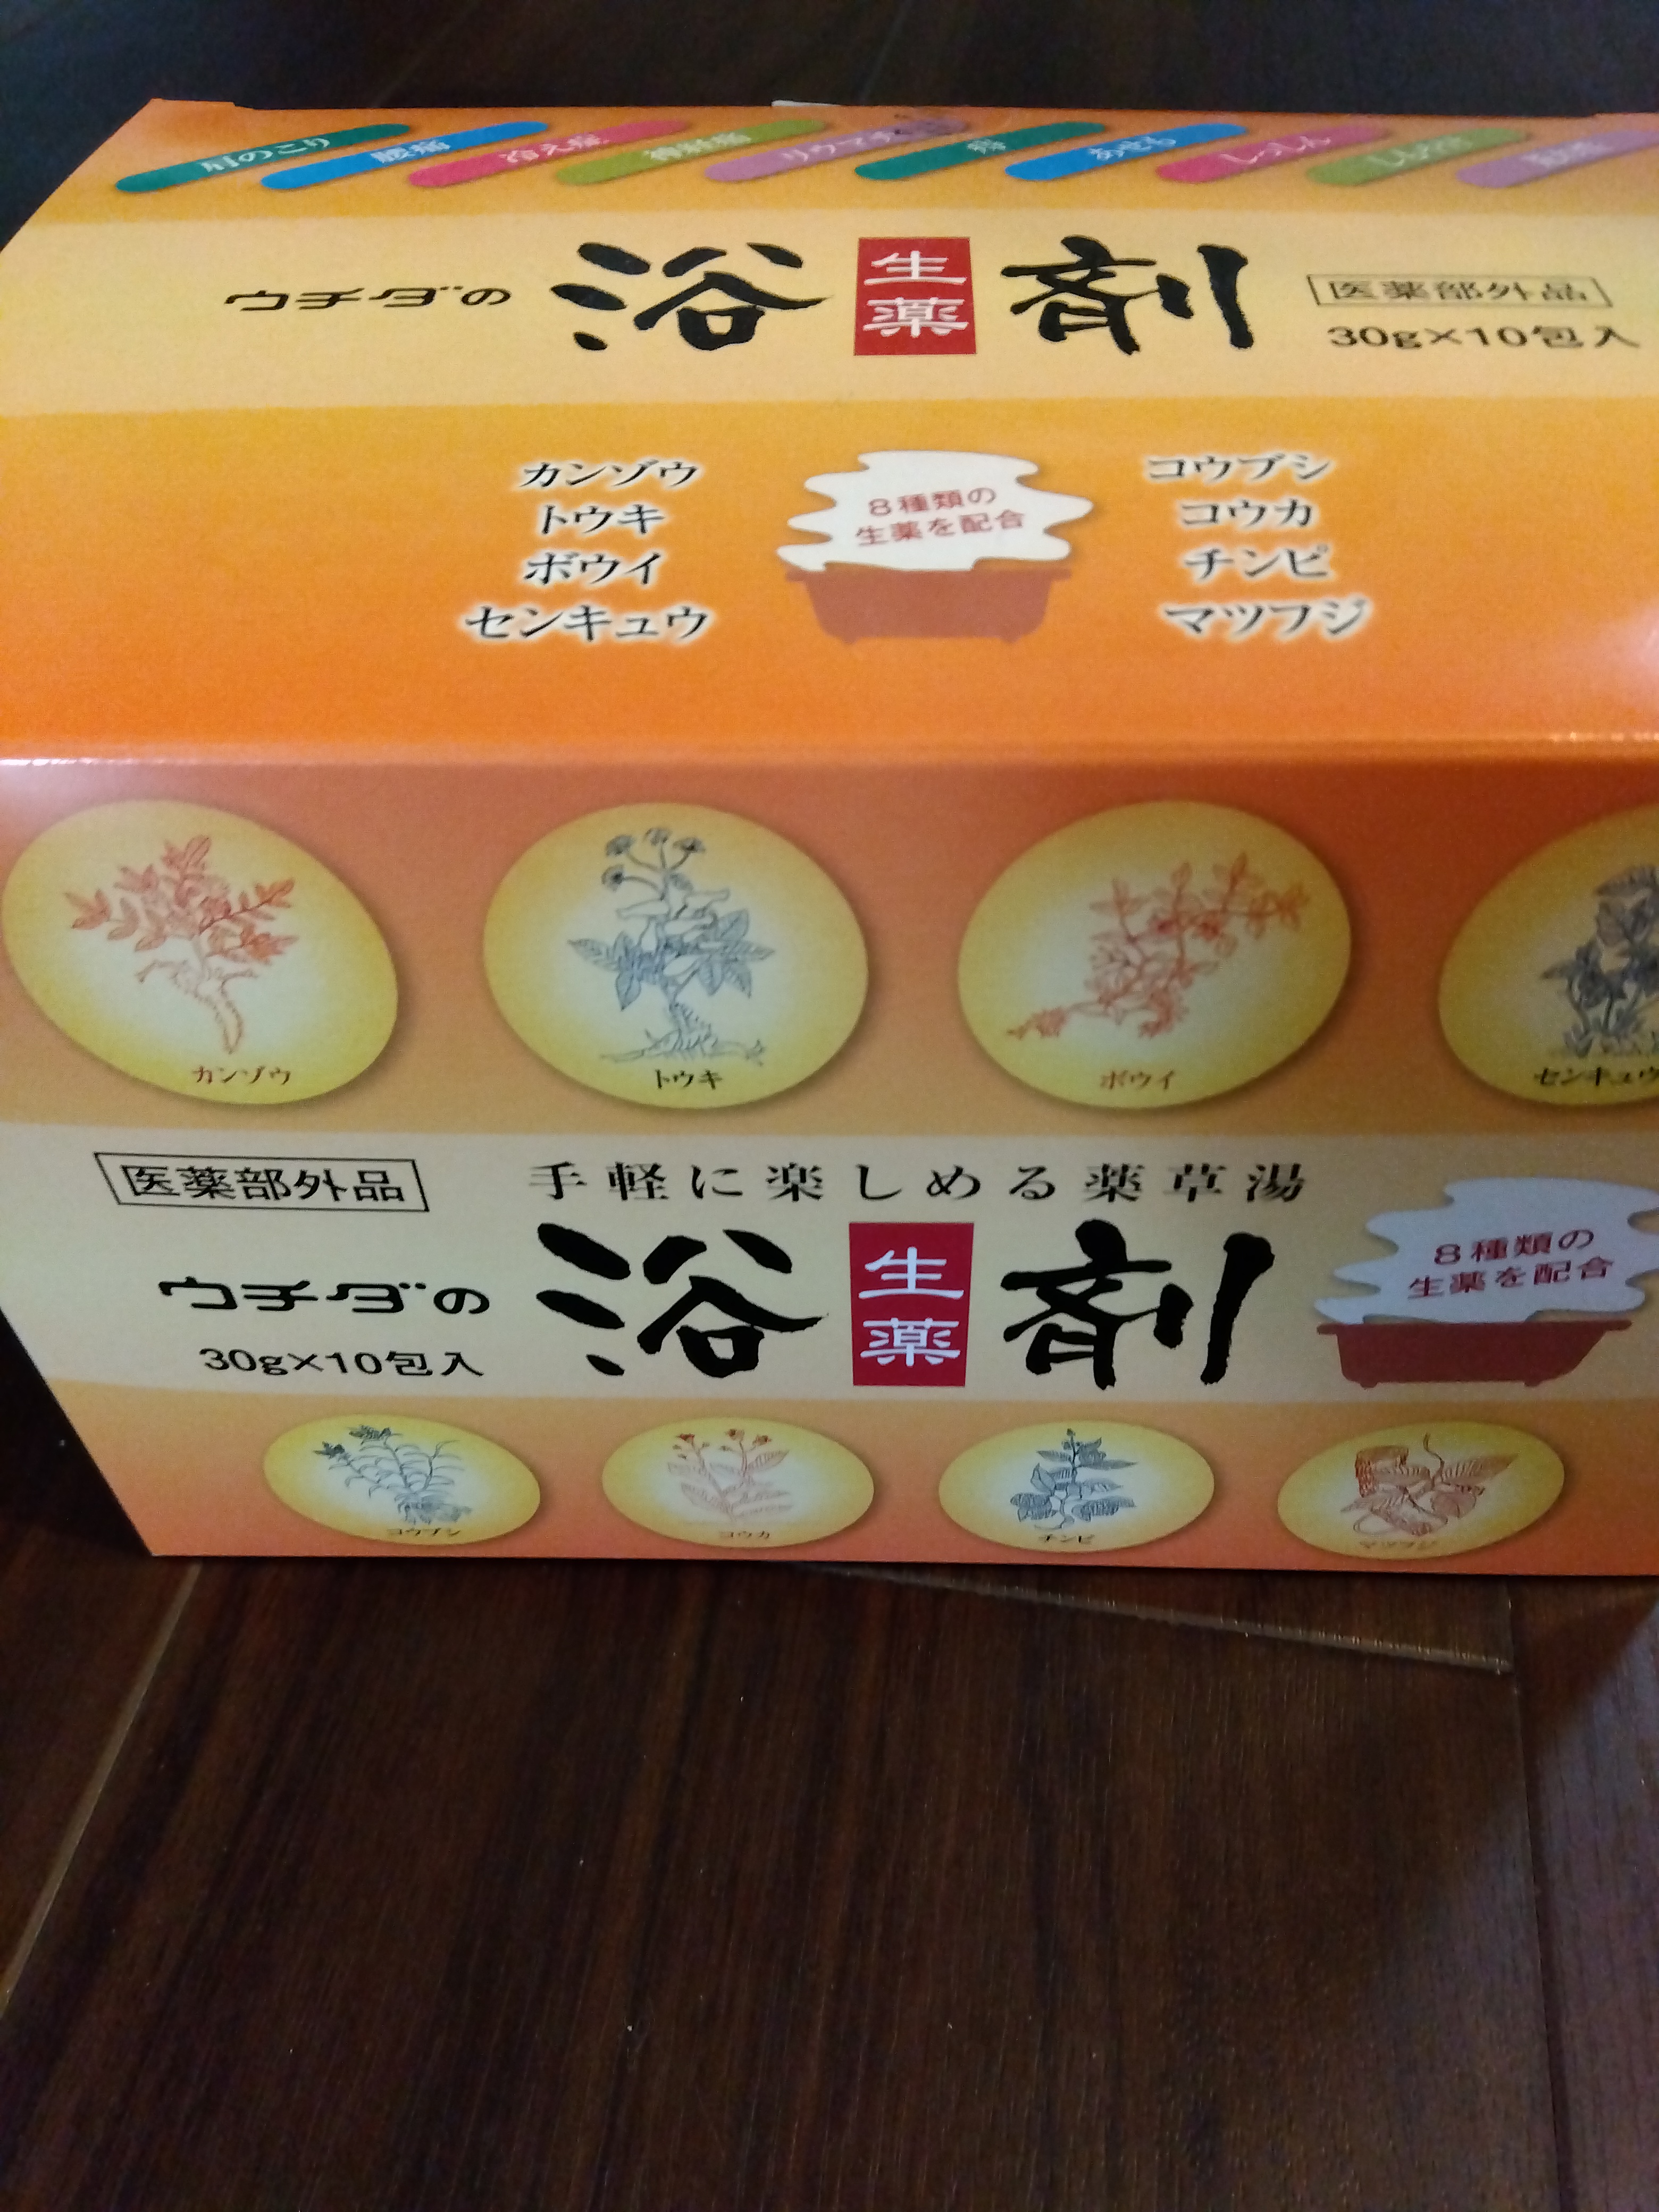 肩のこり
腰痛
冷え症
神経痛
リウマチ
痔
あせも
しっしん
しもやけ
ウチダの 浴 生薬 剤
医薬部外品
30g×10包入
カンゾウ
トウキ
ボウイ
センキュウ
8種類の
生薬を配合
コウブシ
コウカ
チンピ
マツフジ
カンゾウ
トウキ
ボウイ
センキュウ
医薬部外品
手軽に楽しめる薬草湯
ウチダの 浴 生薬 剤
30g×10包入
8種類の
生薬を配合
コウブシ
コウカ
チンピ
マツフジ